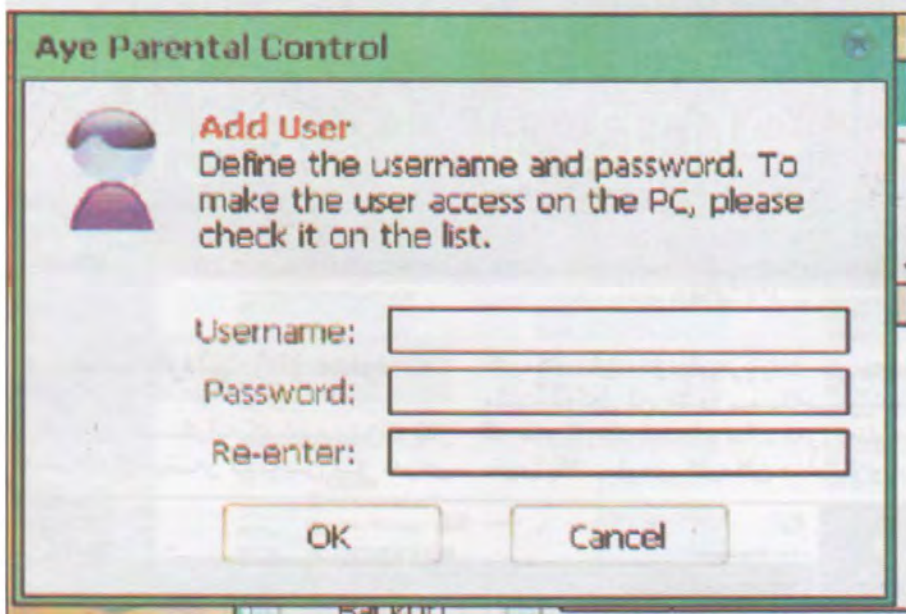 Aye Parental Control
Add User
Define the username and password. To
make the user access on the PC, please
check it on the list.
Username:
Password:
Re-enter:
OK
Cancel